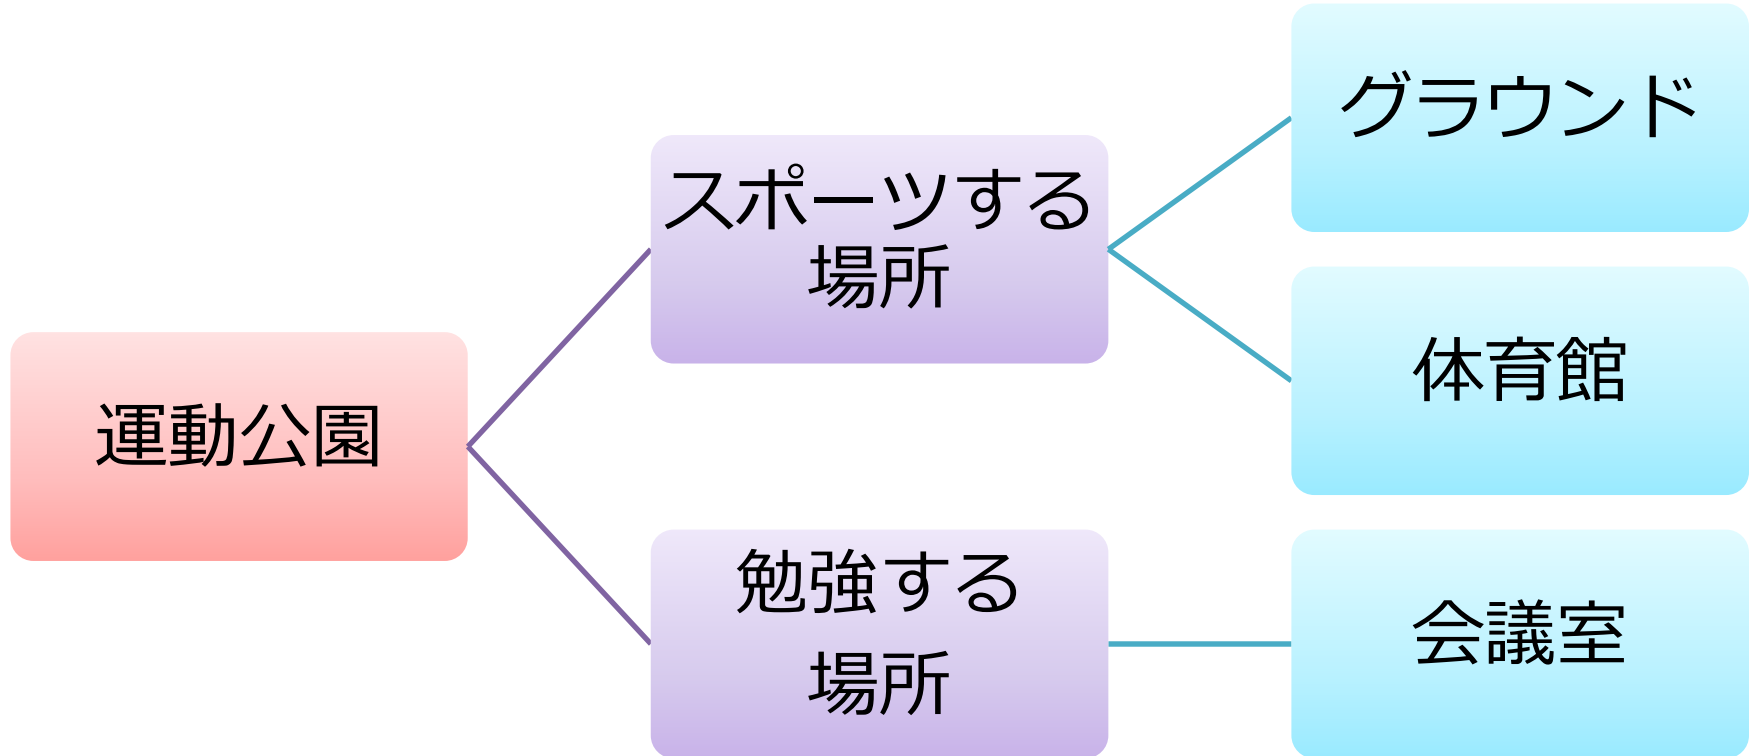 運動公園
スポーツする
場所
勉強する
場所
グラウンド
体育館
会議室